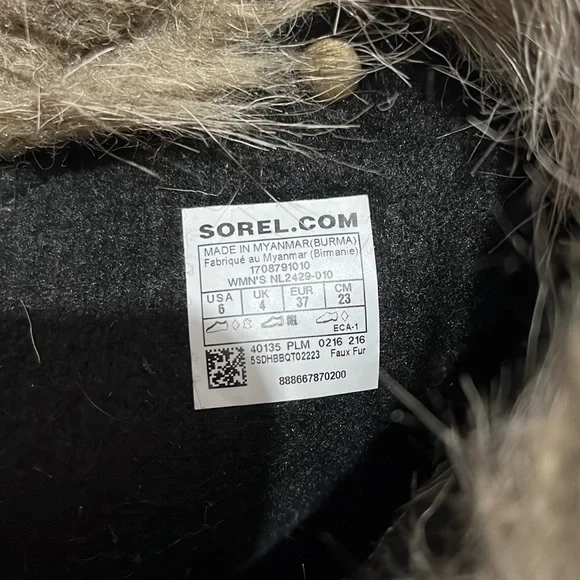 SOREL.COM
MADE IN MYANMAR(BURMA)
Fabriqué au Myanmar (Birmanie)
1708791010
WMN'S NL2429-010
USA UK EUR CM
6 4 37 23
ECA-1
40135 PLM 0216 216
5SDHBBQT02223 Faux Fur
888667870200